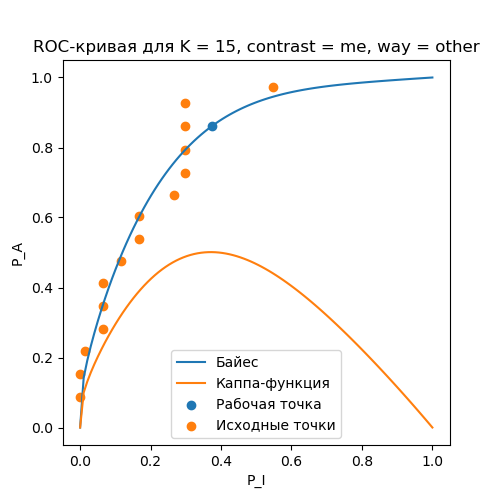 ROC-кривая для K = 15, contrast = me, way = other
P_A
1.0
0.8
0.6
0.4
0.2
0.0
Байес
Каппа-функция
Рабочая точка
Исходные точки
0.0 0.2 0.4 0.6 0.8 1.0
P_I